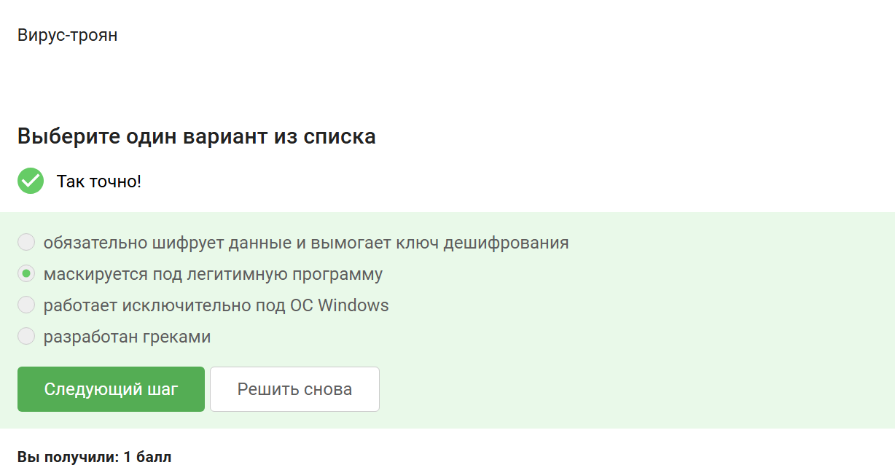 Вирус-троян
Выберите один вариант из списка
Так точно!
обязательно шифрует данные и вымогает ключ дешифрования
маскируется под легитимную программу
работает исключительно под ОС Windows
разработан греками
Следующий шаг
Решить снова
Вы получили: 1 балл